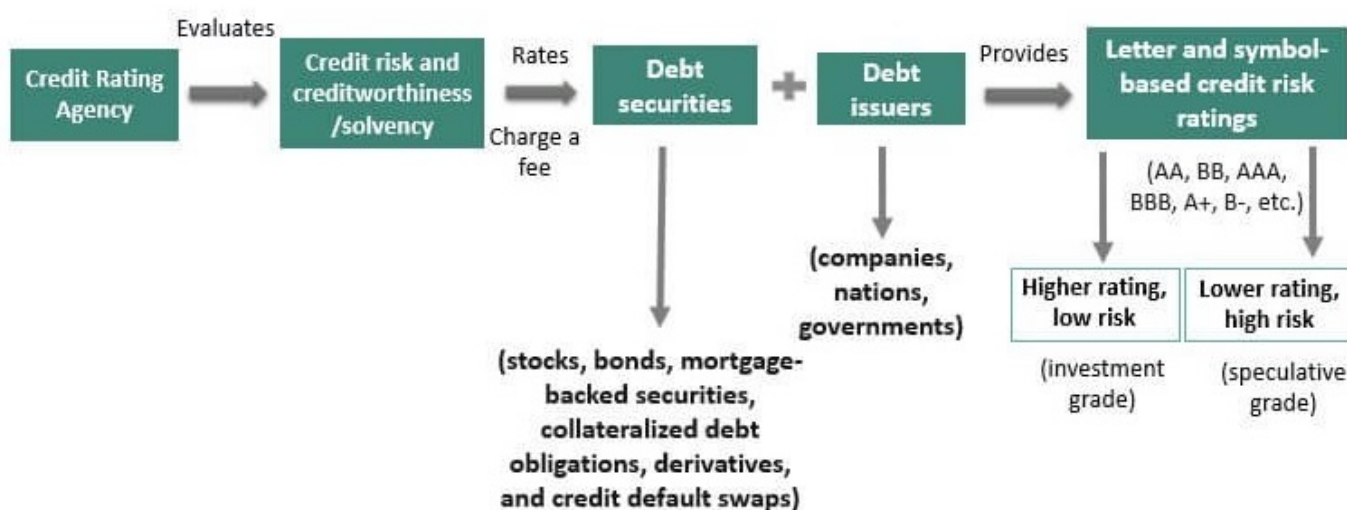 Evaluates
Credit Rating
Agency
Credit risk and
creditworthiness
/solvency
Rates
Charge a
fee
Debt
securities
(stocks, bonds, mortgage-
backed securities,
collateralized debt
obligations, derivatives,
and credit default swaps)
Debt
issuers
(companies,
nations,
governments)
Provides
Letter and symbol-
based credit risk
ratings
(AA, BB, AAA,
BBB, A+, B-, etc.)
Higher rating,
low risk
(investment
grade)
Lower rating,
high risk
(speculative
grade)